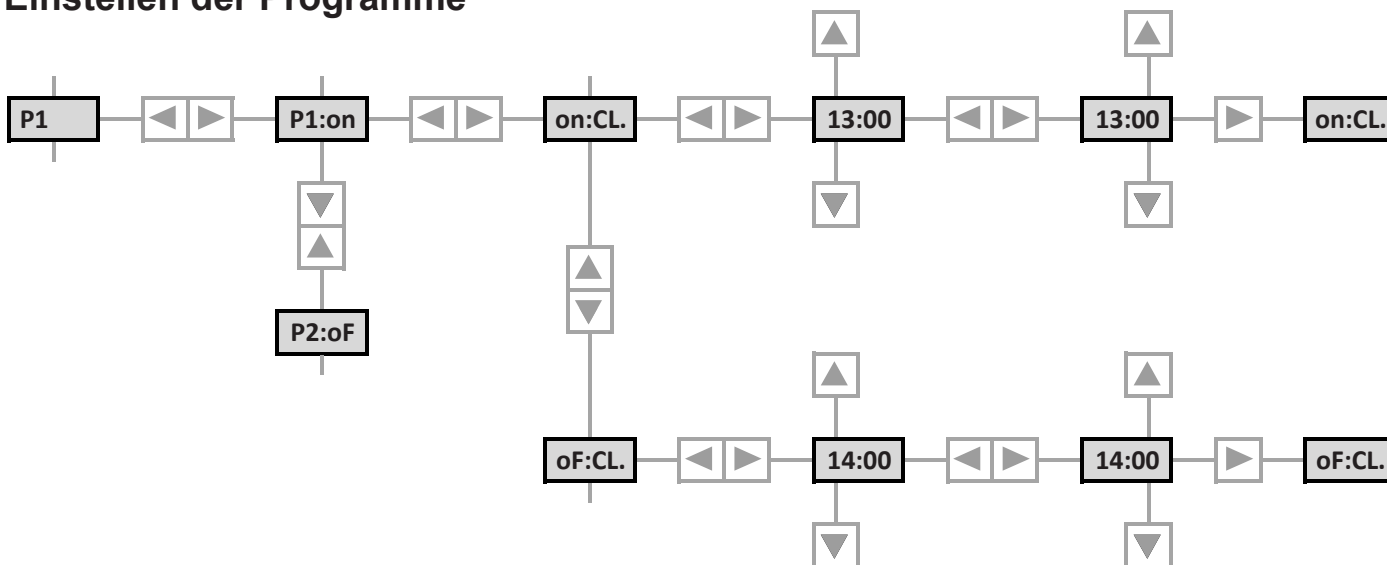 Einstellen der Programme
P1 P1:on on:CL. 13:00 13:00 on:CL.
P2:oF
oF:CL. 14:00 14:00 oF:CL.